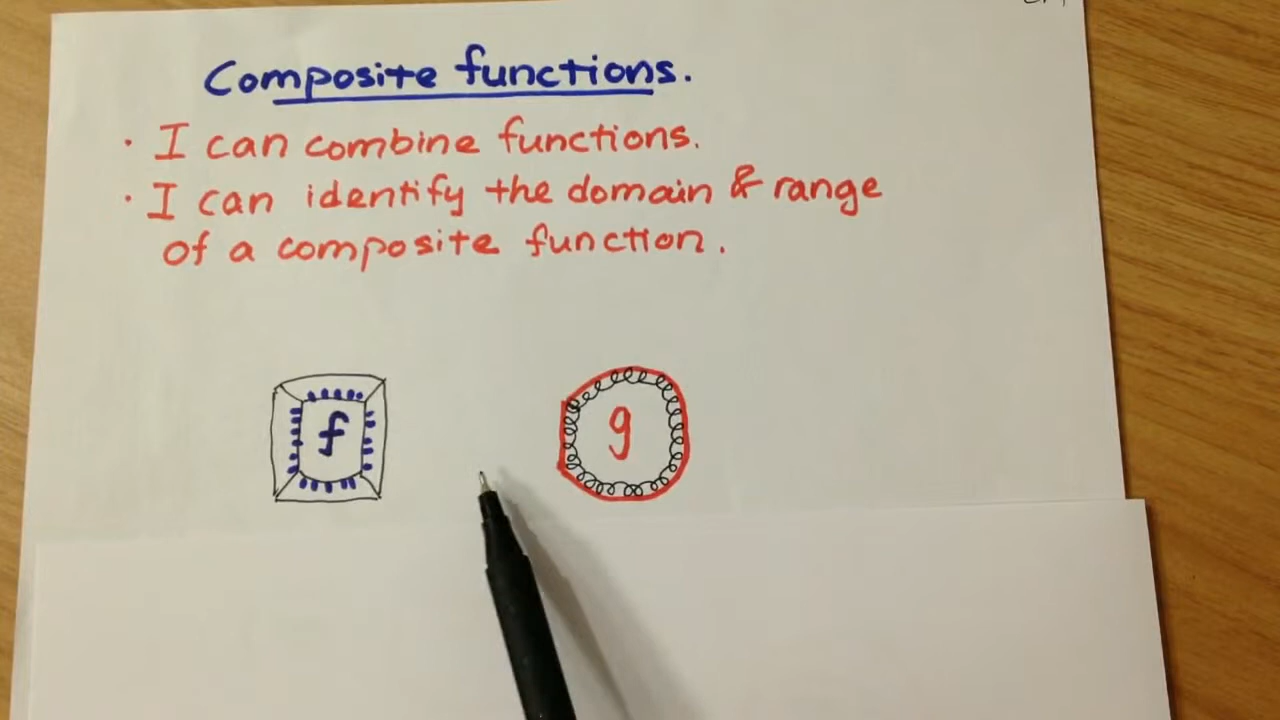 Composite functions.
· I can combine functions.
· I can identify the domain & range
of a composite function.
f g